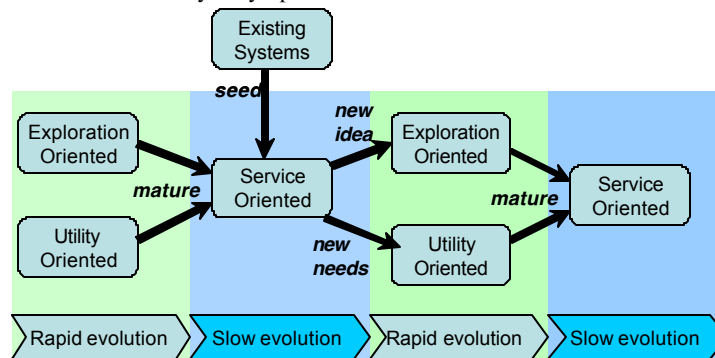 Existing
Systems
seed
Exploration
Oriented
mature
Utility
Oriented
Service
Oriented
new
idea
new
needs
Exploration
Oriented
Utility
Oriented
mature
Service
Oriented
Rapid evolution
Slow evolution
Rapid evolution
Slow evolution